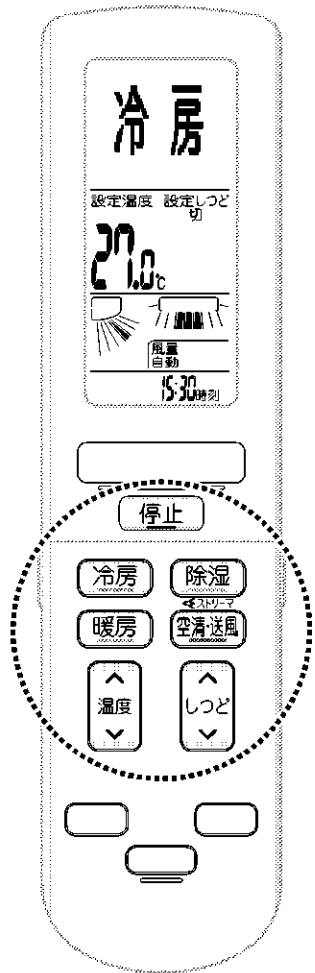 冷房
設定温度 設定しつど
切
27.0℃
風量
自動
15:30時刻
停止
冷房 除湿
ストリーマ
暖房 空清・送風
温度 しつど